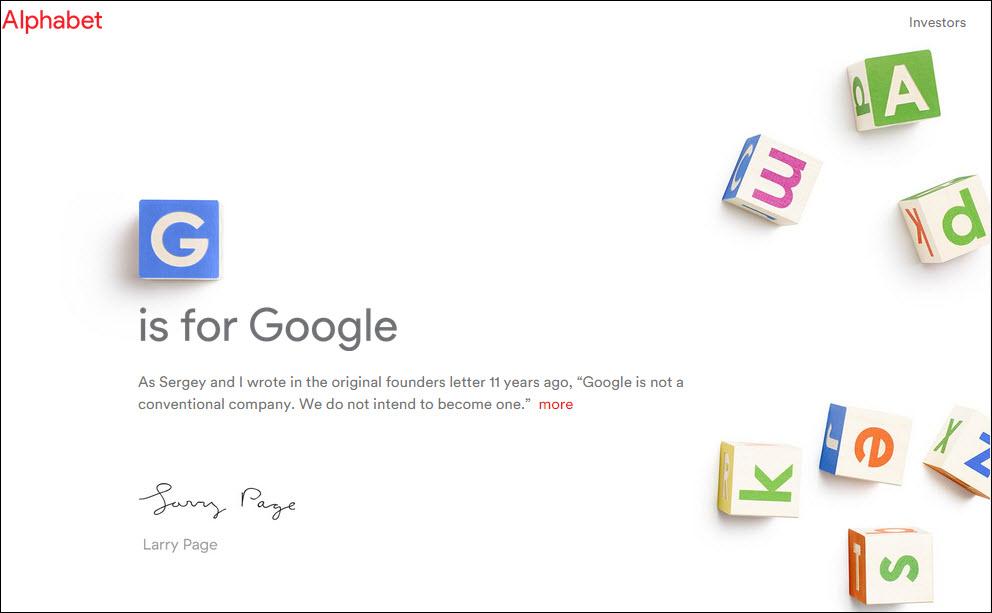 Alphabet
Investors
A
m
d
G
is for Google
As Sergey and I wrote in the original founders letter 11 years ago, “Google is not a
conventional company. We do not intend to become one.” more
k
e
x
z
s
Larry Page
Larry Page